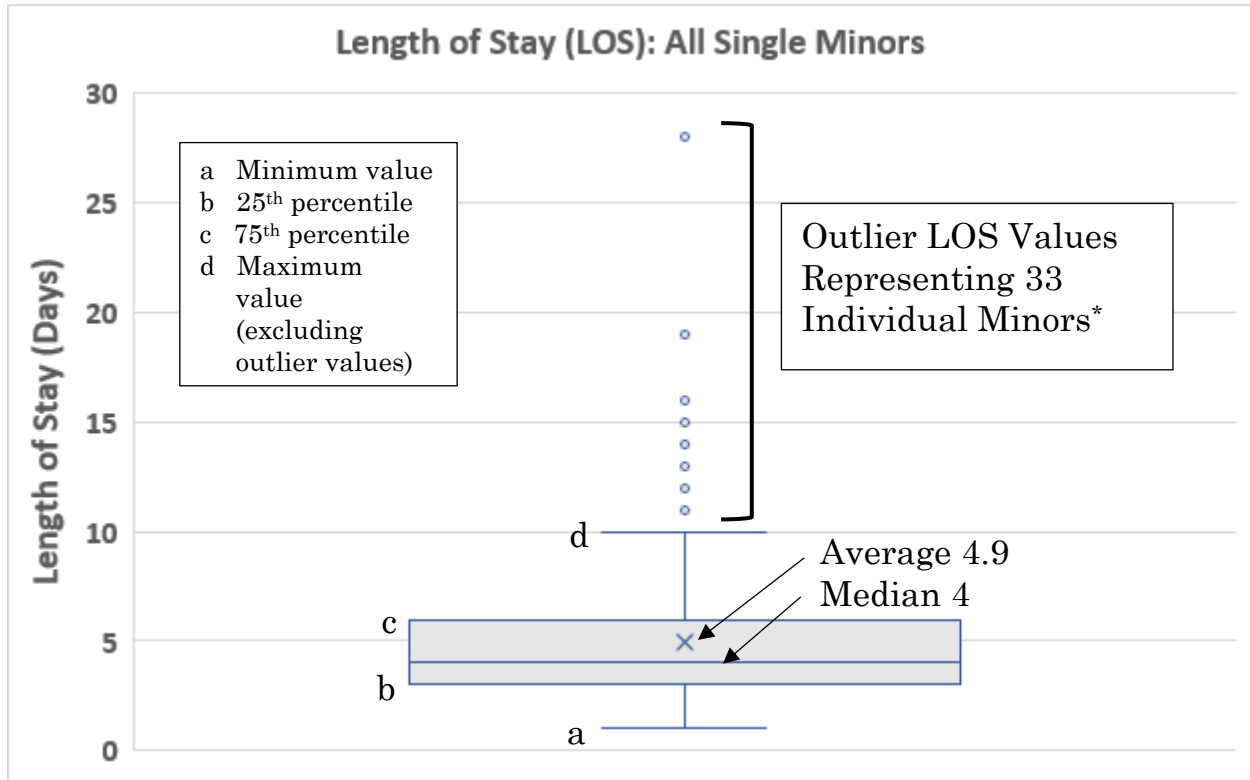 Length of Stay (LOS): All Single Minors
Length of Stay (Days)
30
25
20
15
10
5
0
a Minimum value
b 25th percentile
c 75th percentile
d Maximum
value
(excluding
outlier values)
Outlier LOS Values
Representing 33
Individual Minors*
d
Average 4.9
Median 4
c
b
a